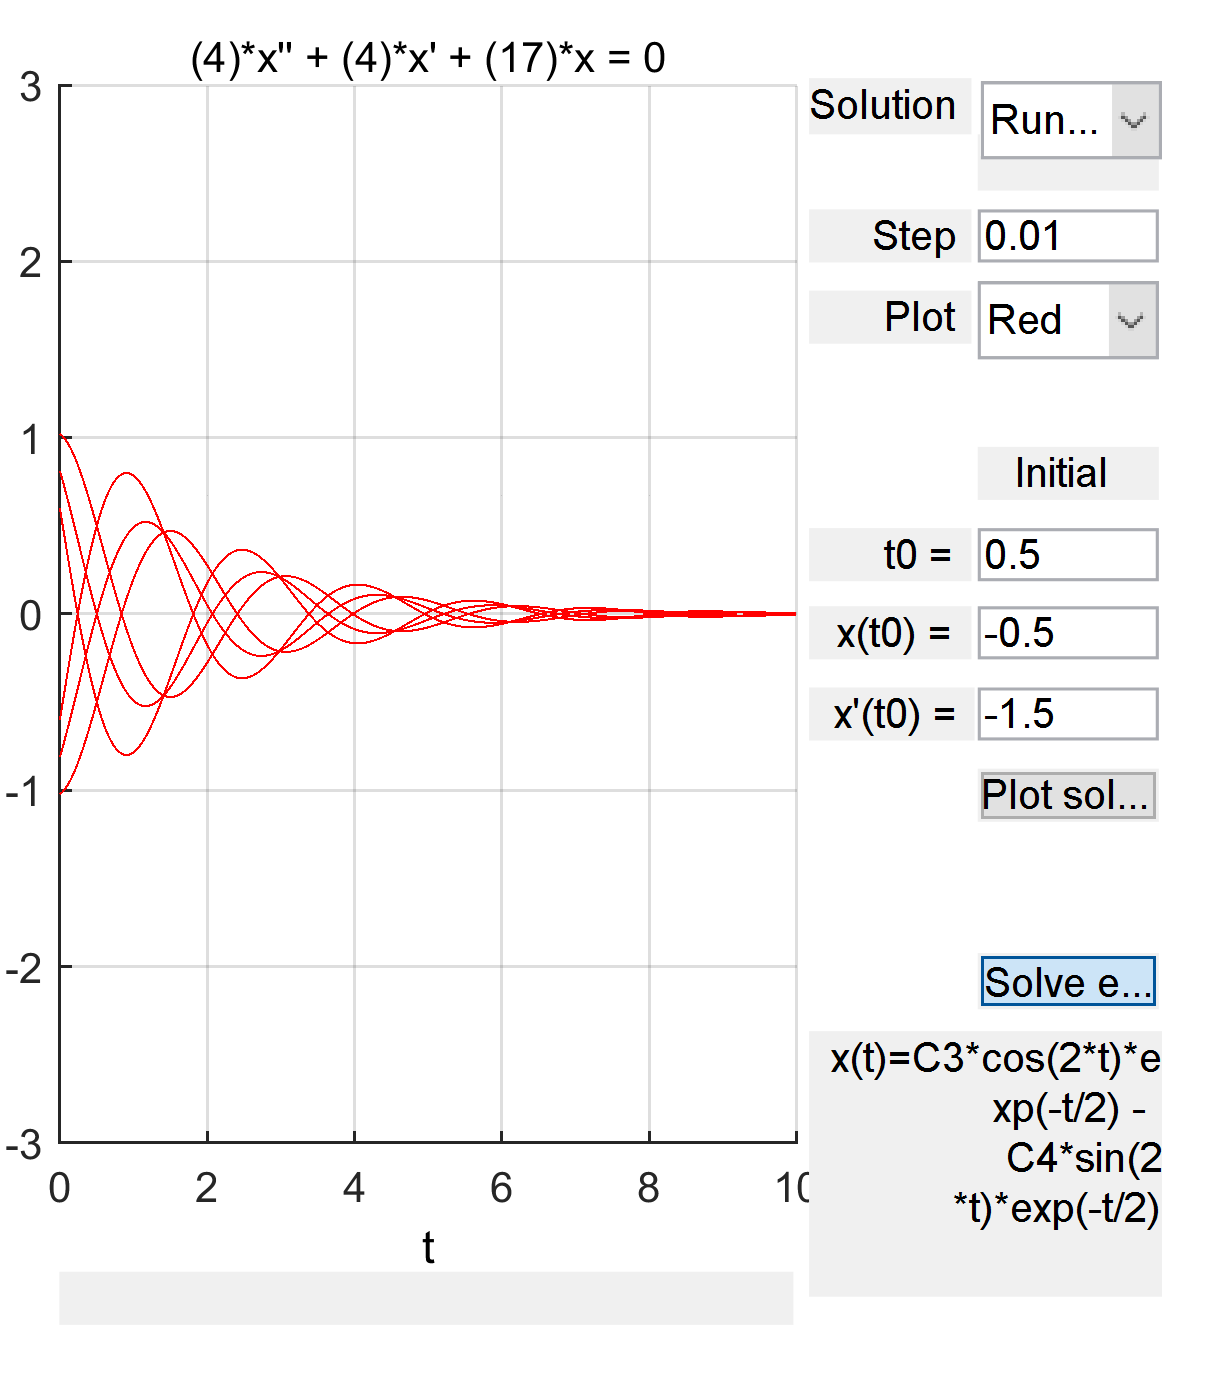 (4)*x" + (4)*x' + (17)*x = 0
3
2
1
0
-1
-2
-3
0
2
4
6
8
10
t
Solution
Run...
Step
0.01
Plot
Red
Initial
t0 =
0.5
x(t0) =
-0.5
x'(t0) =
-1.5
Plot sol...
Solve e...
x(t)=C3*cos(2*t)*e
xp(-t/2) -
C4*sin(2
*t)*exp(-t/2)